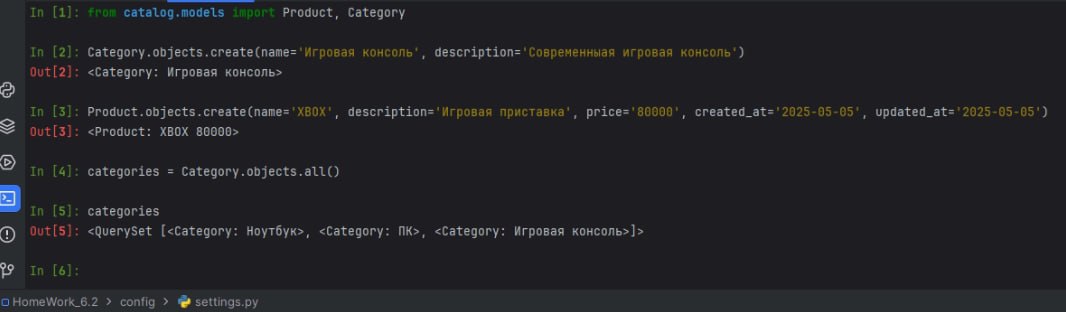 In [1]: from catalog.models import Product, Category
In [2]: Category.objects.create(name='Игровая консоль', description='Современныая игровая консоль')
Out[2]: <Category: Игровая консоль>
In [3]: Product.objects.create(name='XBOX', description='Игровая приставка', price='80000', created_at='2025-05-05', updated_at='2025-05-05')
Out[3]: <Product: XBOX 80000>
In [4]: categories = Category.objects.all()
In [5]: categories
Out[5]: <QuerySet [<Category: Ноутбук>, <Category: ПК>, <Category: Игровая консоль>]>
In [6]:
HomeWork_6.2 > config > settings.py